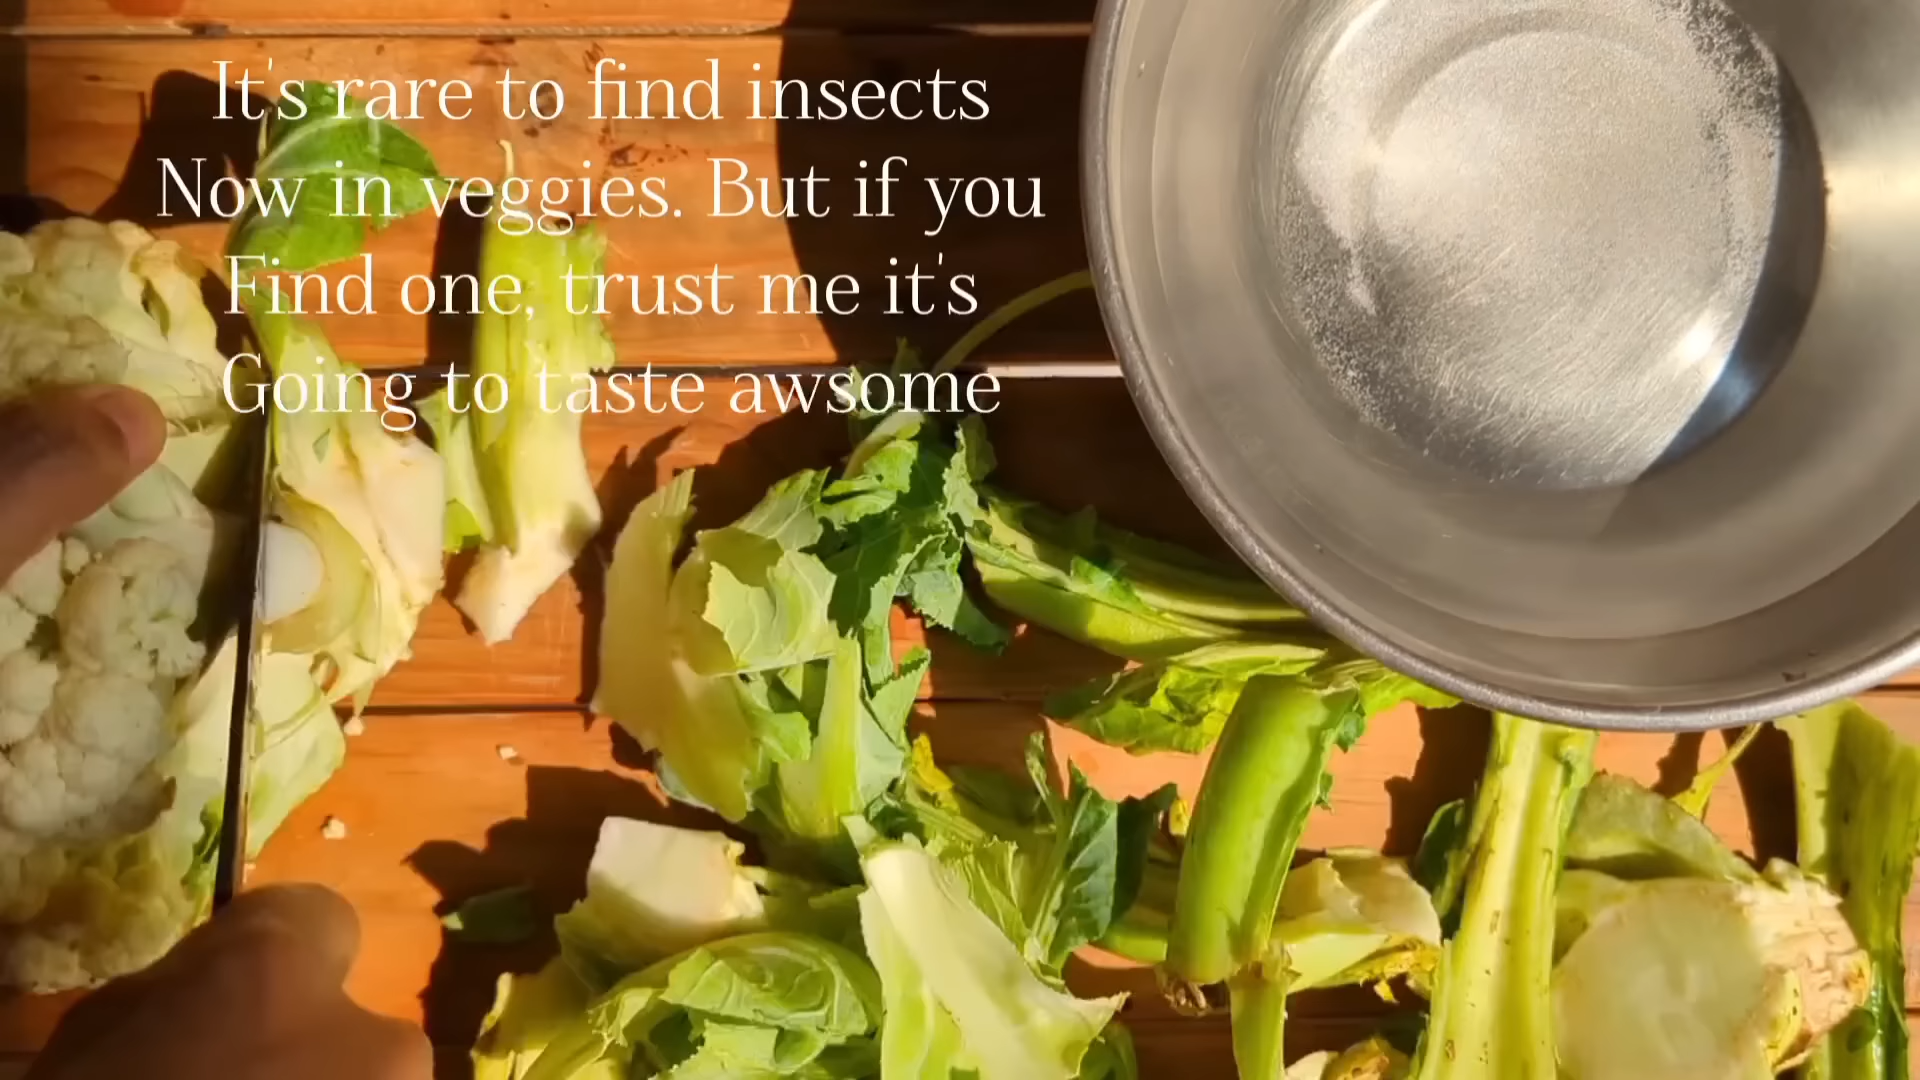 It's rare to find insects
Now in veggies. But if you
Find one, trust me it's
Going to taste awsome